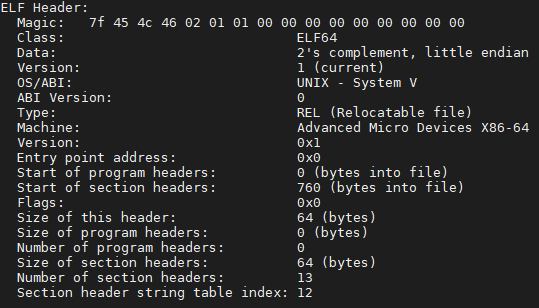 ELF Header:
Magic: 7f 45 4c 46 02 01 01 00 00 00 00 00 00 00 00 00
Class: ELF64
Data: 2's complement, little endian
Version: 1 (current)
OS/ABI: UNIX - System V
ABI Version: 0
Type: REL (Relocatable file)
Machine: Advanced Micro Devices X86-64
Version: 0x1
Entry point address: 0x0
Start of program headers: 0 (bytes into file)
Start of section headers: 760 (bytes into file)
Flags: 0x0
Size of this header: 64 (bytes)
Size of program headers: 0 (bytes)
Number of program headers: 0
Size of section headers: 64 (bytes)
Number of section headers: 13
Section header string table index: 12